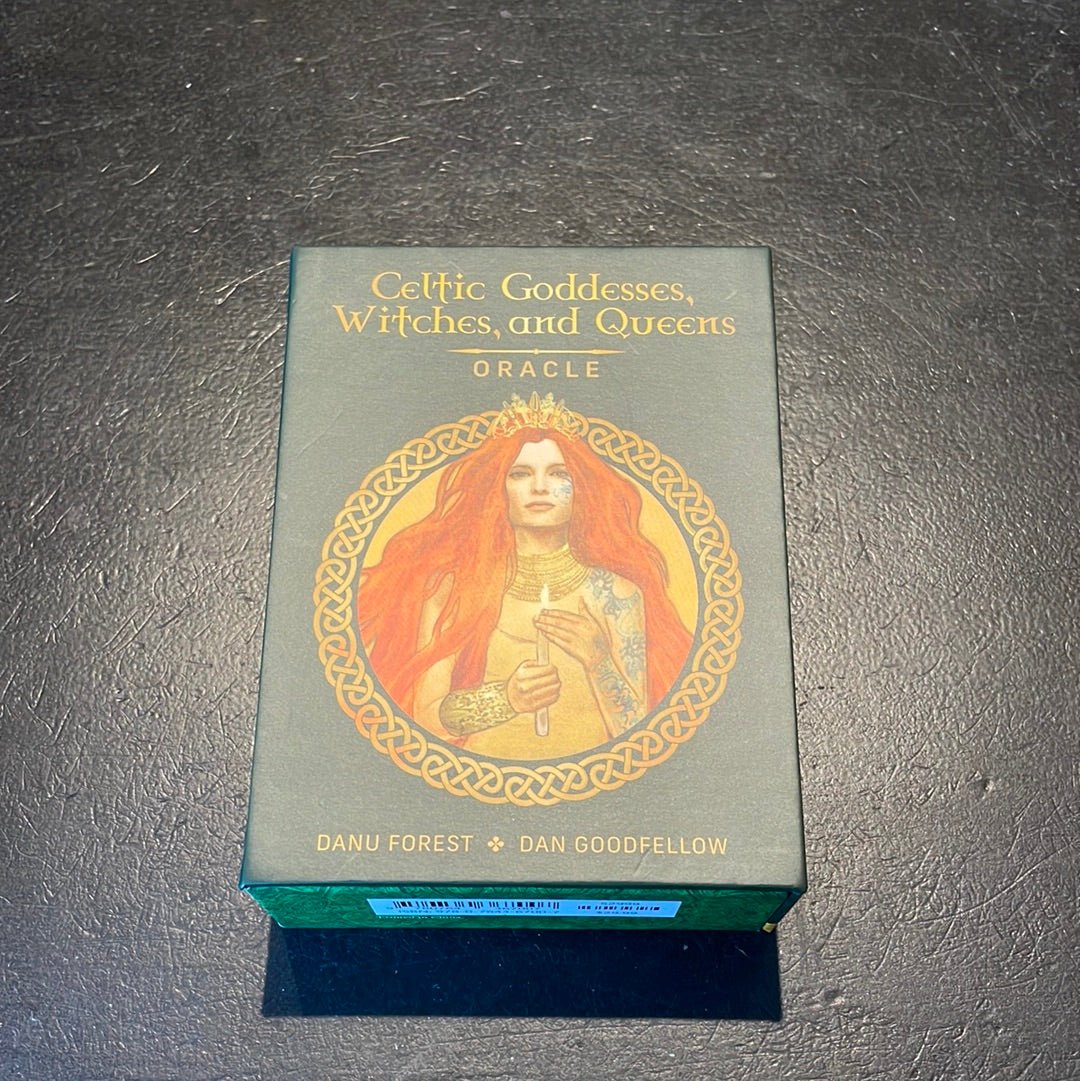 Celtic Goddesses,
Witches, and Queens
ORACLE
DANU FOREST ✤ DAN GOODFELLOW